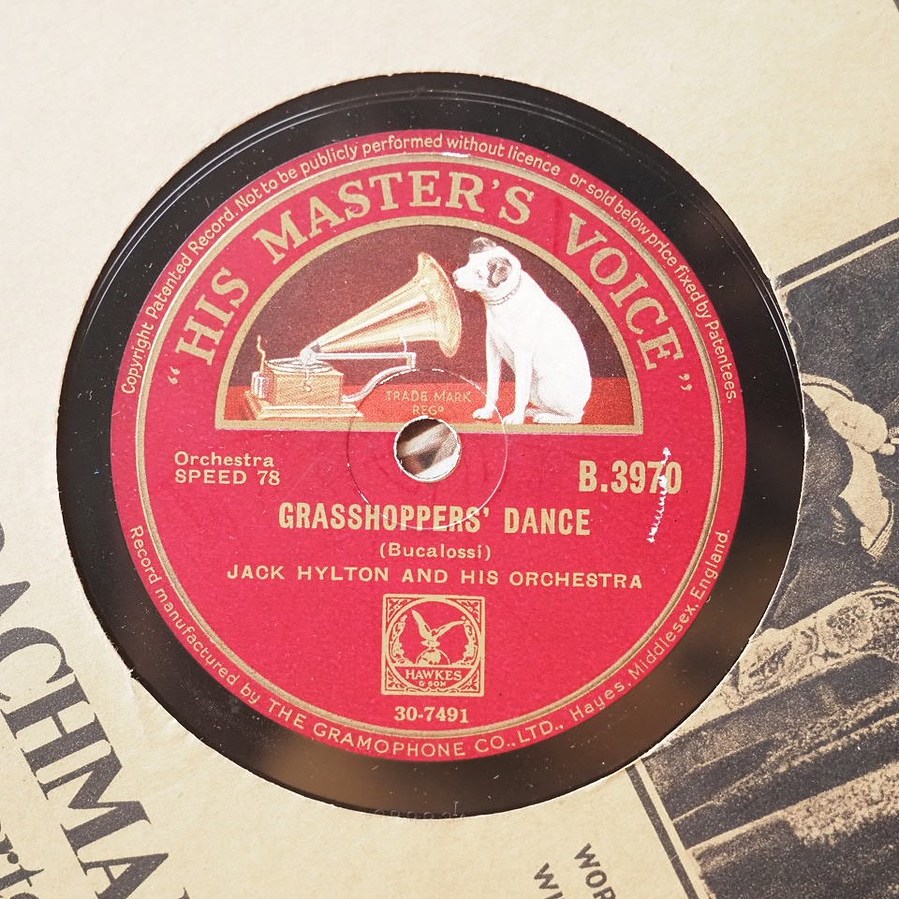 Copyright Patented Record. Not to be publicly performed without licence or sold below price fixed by Patentees.
"HIS MASTER'S VOICE"
TRADE MARK
REGD
Orchestra
SPEED 78
B.3970
GRASSHOPPERS' DANCE
(Bucalossi)
JACK HYLTON AND HIS ORCHESTRA
HAWKES
& SON
30-7491
Record manufactured by THE GRAMOPHONE CO., LTD., Hayes, Middlesex, England.